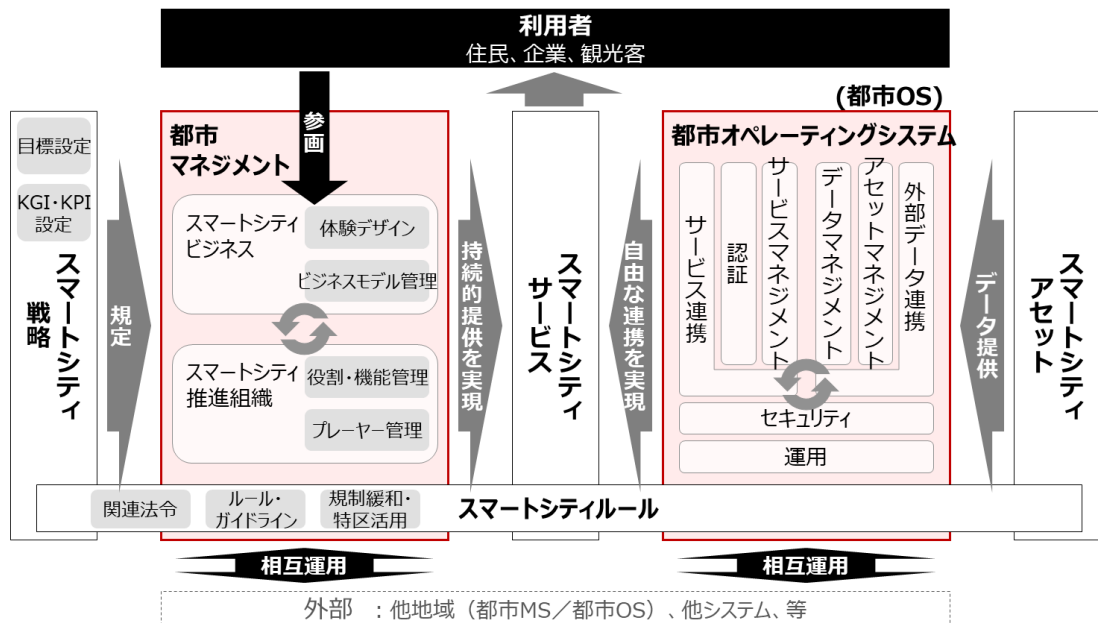 利用者
住民、企業、観光客
参画
スマートシティ
戦略
目標設定
KGI・KPI
設定
規定
都市
マネジメント
スマートシティ
ビジネス
体験デザイン
ビジネスモデル管理
スマートシティ
推進組織
役割・機能管理
プレーヤー管理
持続的提供を実現
スマートシティ
サービス
自由な連携を実現
(都市OS)
都市オペレーティングシステム
サービス連携
認証
サービスマネジメント
データマネジメント
アセットマネジメント
外部データ連携
セキュリティ
運用
データ提供
スマートシティ
アセット
関連法令
ルール・
ガイドライン
規制緩和・
特区活用
スマートシティルール
相互運用
相互運用
外部　：他地域（都市MS／都市OS）、他システム、等